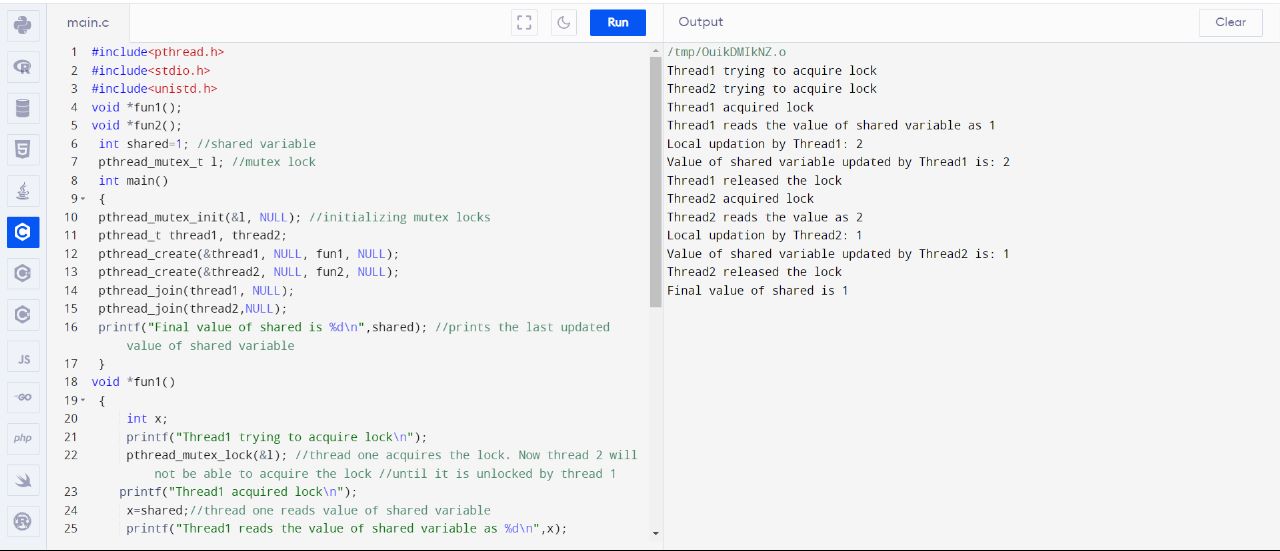 main.c
Run
Output
Clear
1 #include<pthread.h>
2 #include<stdio.h>
3 #include<unistd.h>
4 void *fun1();
5 void *fun2();
6 int shared=1; //shared variable
7 pthread_mutex_t l; //mutex lock
8 int main()
9 {
10 pthread_mutex_init(&l, NULL); //initializing mutex locks
11 pthread_t thread1, thread2;
12 pthread_create(&thread1, NULL, fun1, NULL);
13 pthread_create(&thread2, NULL, fun2, NULL);
14 pthread_join(thread1, NULL);
15 pthread_join(thread2,NULL);
16 printf("Final value of shared is %d\n",shared); //prints the last updated
value of shared variable
17 }
18 void *fun1()
19 {
20 int x;
21 printf("Thread1 trying to acquire lock\n");
22 pthread_mutex_lock(&l); //thread one acquires the lock. Now thread 2 will
not be able to acquire the lock //until it is unlocked by thread 1
23 printf("Thread1 acquired lock\n");
24 x=shared;//thread one reads value of shared variable
25 printf("Thread1 reads the value of shared variable as %d\n",x);
/tmp/OuikDMIkNZ.o
Thread1 trying to acquire lock
Thread2 trying to acquire lock
Thread1 acquired lock
Thread1 reads the value of shared variable as 1
Local updation by Thread1: 2
Value of shared variable updated by Thread1 is: 2
Thread1 released the lock
Thread2 acquired lock
Thread2 reads the value as 2
Local updation by Thread2: 1
Value of shared variable updated by Thread2 is: 1
Thread2 released the lock
Final value of shared is 1
R
5
C
C
C
JS
GO
php
R